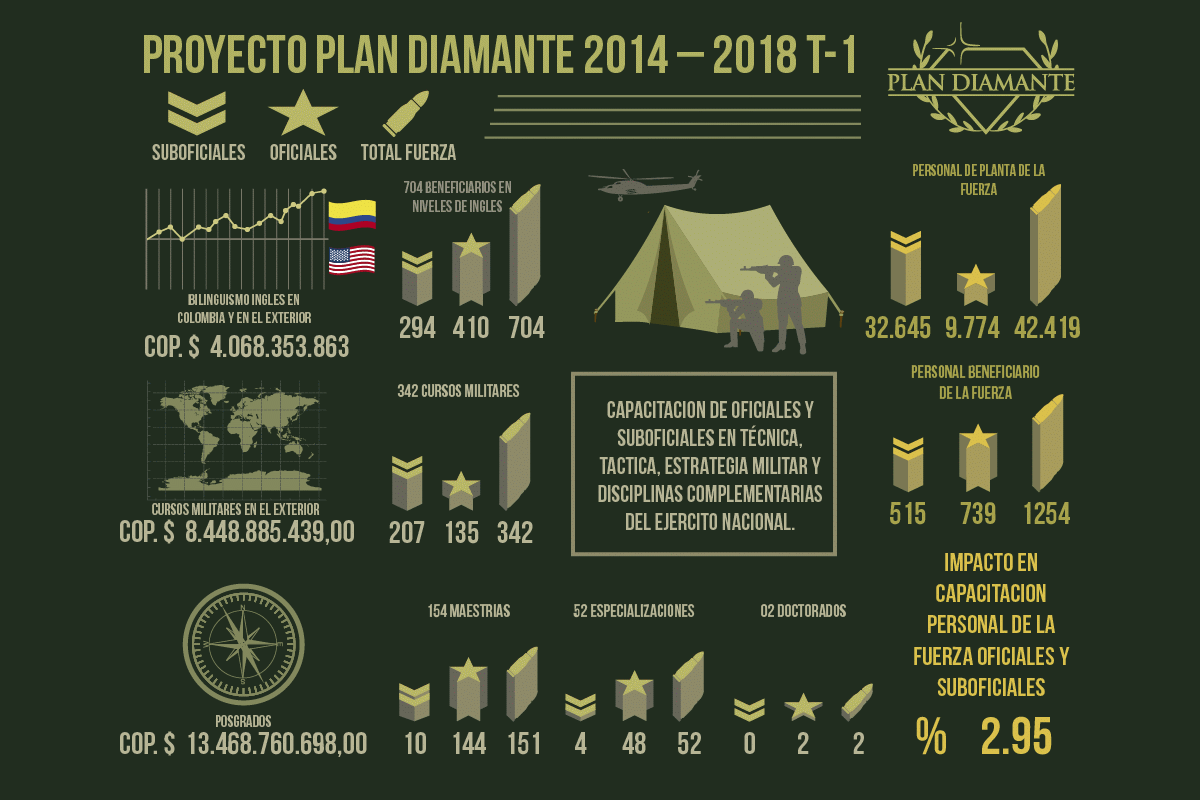 PROYECTO PLAN DIAMANTE 2014 – 2018 T-1
PLAN DIAMANTE
SUBOFICIALES
OFICIALES
TOTAL FUERZA
BILINGUISMO INGLES EN
COLOMBIA Y EN EL EXTERIOR
COP. $ 4.068.353.863
704 BENEFICIARIOS EN
NIVELES DE INGLES
294 410 704
PERSONAL DE PLANTA DE LA
FUERZA
32.645 9.774 42.419
CURSOS MILITARES EN EL EXTERIOR
COP. $ 8.448.885.439,00
342 CURSOS MILITARES
207 135 342
CAPACITACION DE OFICIALES Y
SUBOFICIALES EN TÉCNICA,
TACTICA, ESTRATEGIA MILITAR Y
DISCIPLINAS COMPLEMENTARIAS
DEL EJERCITO NACIONAL.
PERSONAL BENEFICIARIO
DE LA FUERZA
515 739 1254
N
E
S
W
POSGRADOS
COP. $ 13.468.760.698,00
154 MAESTRIAS
10 144 151
52 ESPECIALIZACIONES
4 48 52
02 DOCTORADOS
0 2 2
IMPACTO EN
CAPACITACION
PERSONAL DE LA
FUERZA OFICIALES Y
SUBOFICIALES
% 2.95